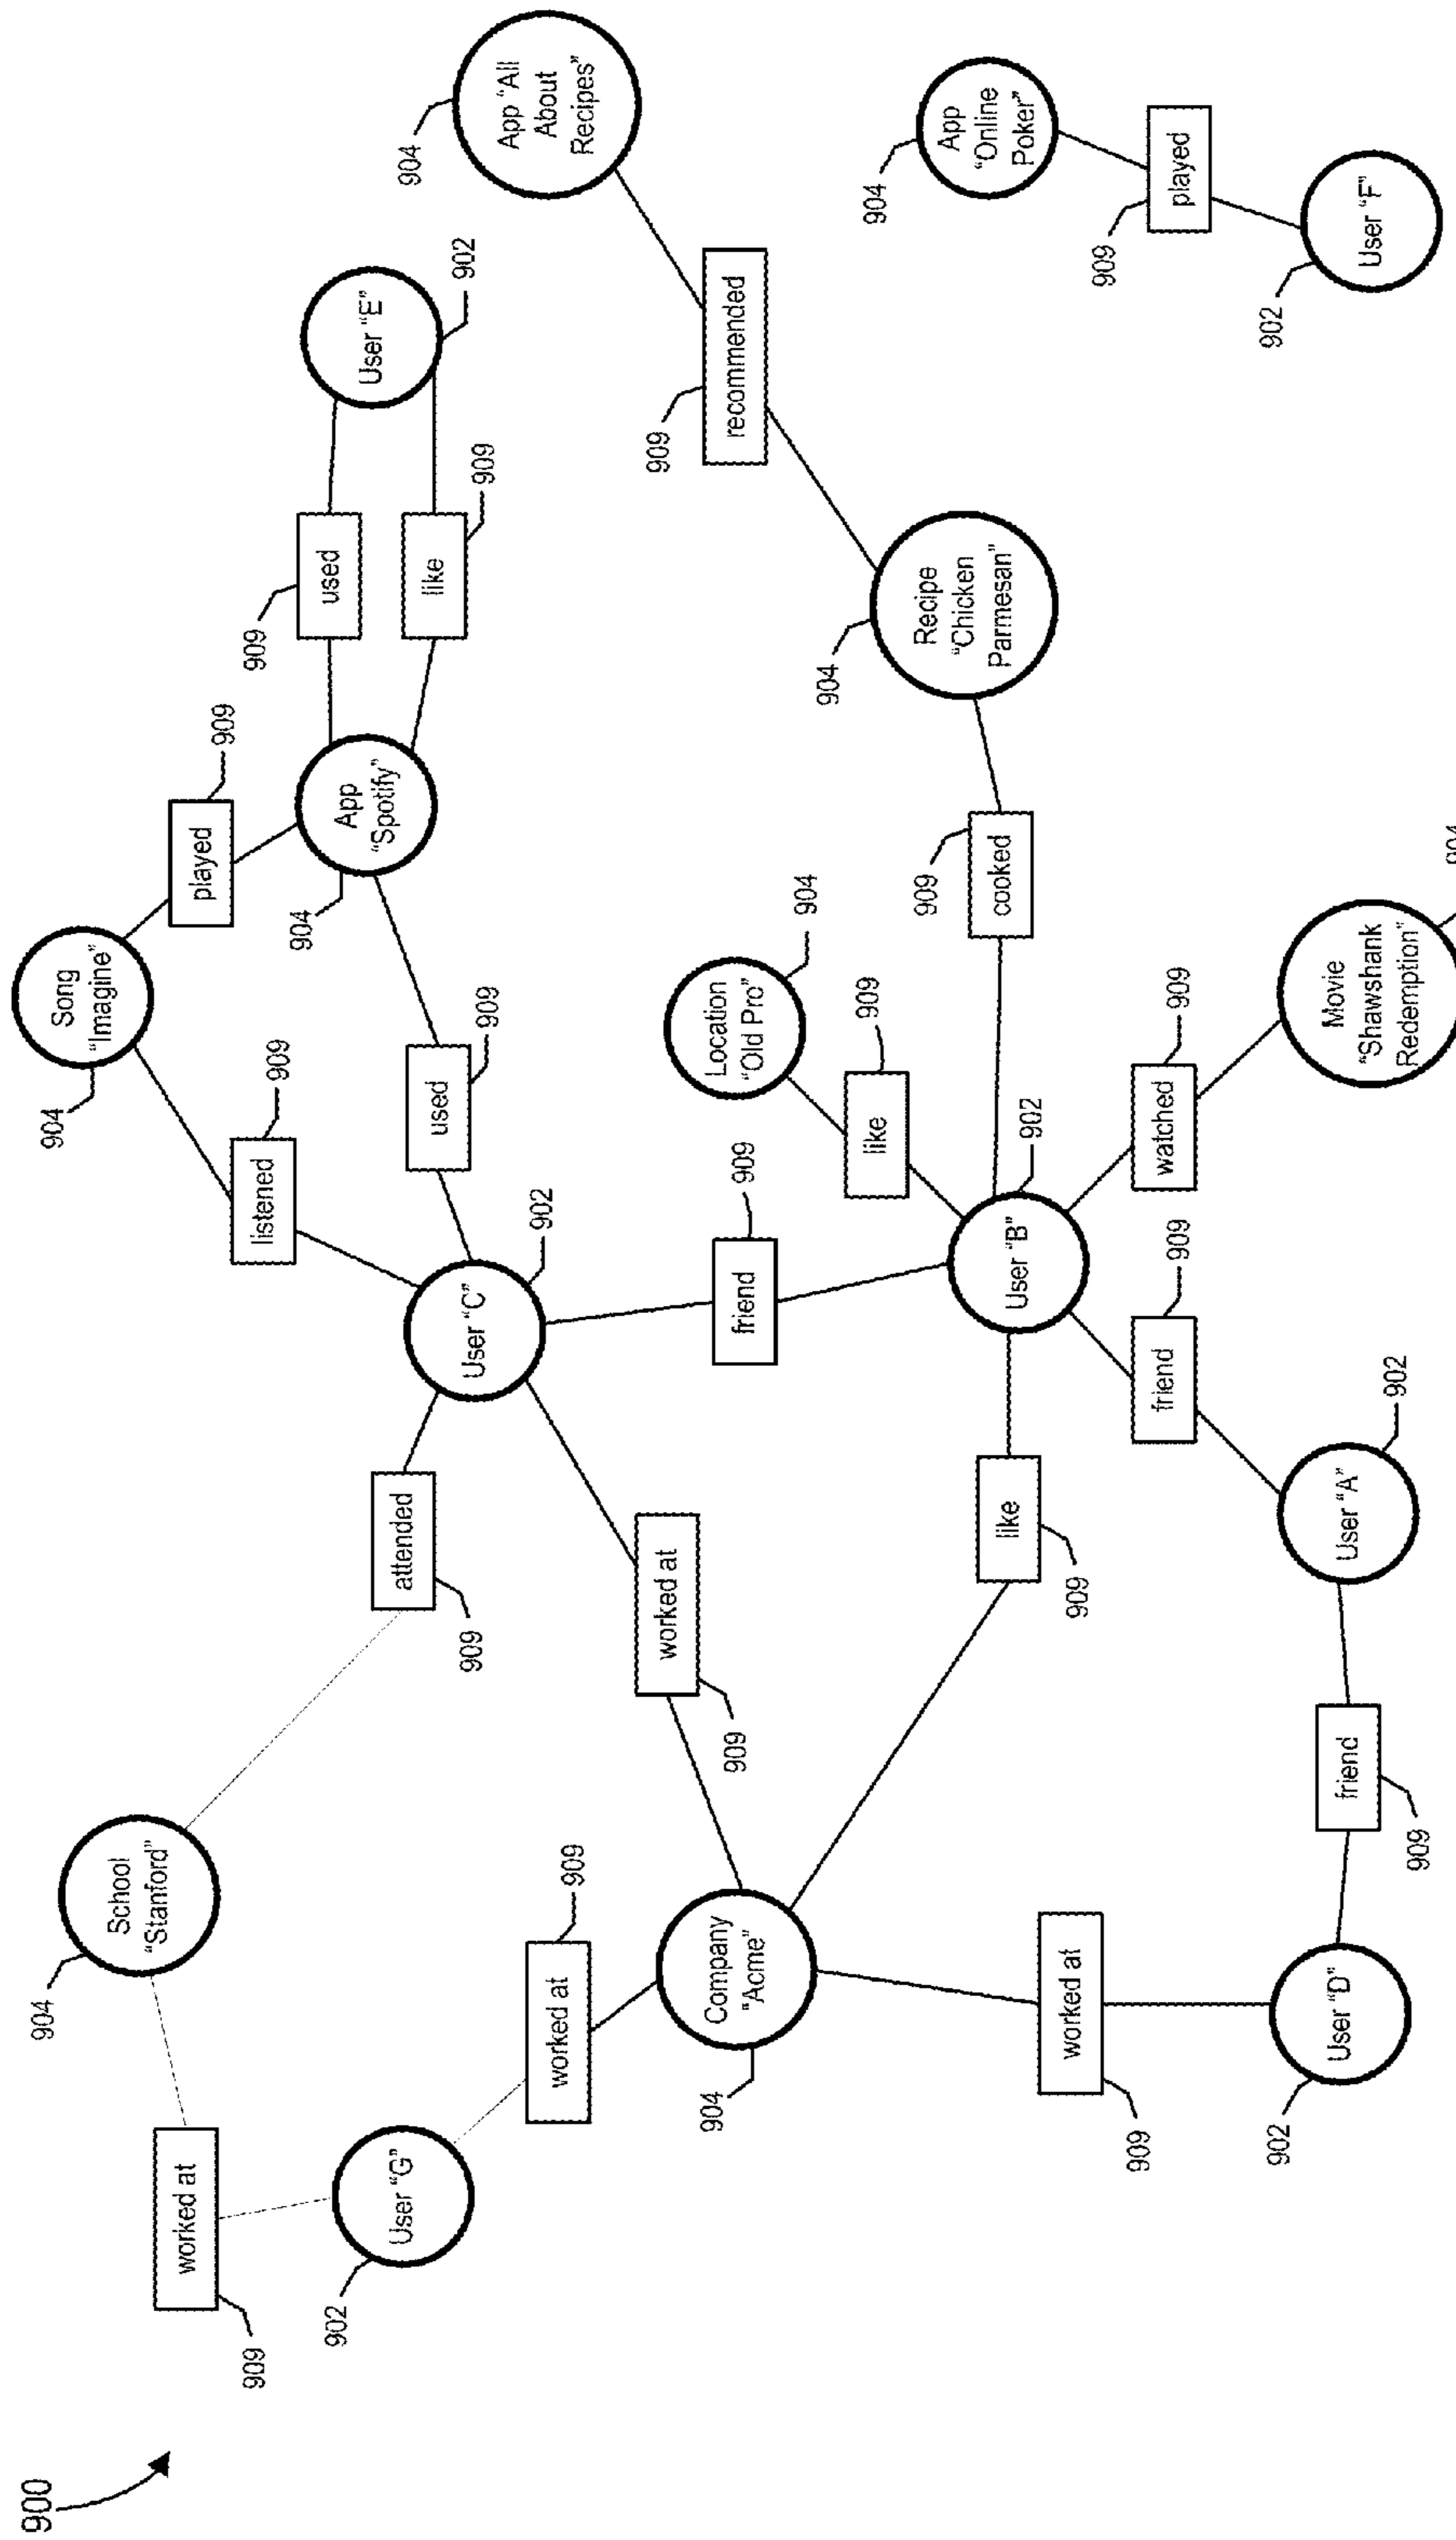 900
904
School
"Stanford"
904
Song
"Imagine"
909
worked at
played
909
902
User "G"
listened
909
904
App
"Spotify"
909
used
User "E"
902
like
909
attended
909
User "C"
902
used
909
904
App "All
About
Recipes"
worked at
909
904
Company
"Acme"
worked at
909
friend
909
Location
"Old Pro"
904
909
recommended
like
909
904
Recipe
"Chicken
Parmesan"
909
cooked
like
909
User "B"
902
904
App
"Online
Poker"
909
worked at
friend
909
watched
909
909
played
902
User "D"
friend
909
User "A"
902
Movie
"Shawshank
Redemption"
904
902
User "F"